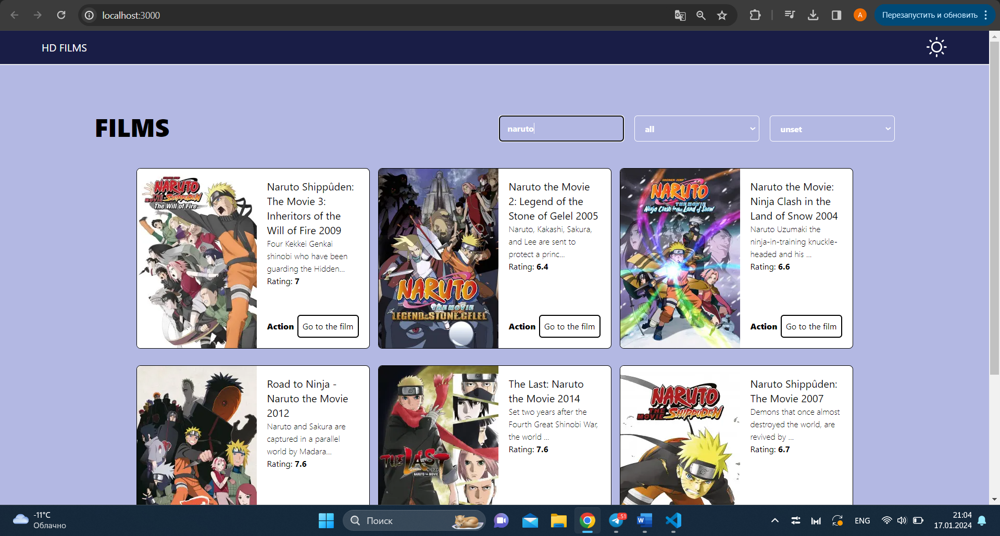 localhost:3000
A
Перезапустить и обновить
HD FILMS
FILMS
naruto
all
unset
SHONEN JUMP
NARUTO
THE MOVIE SHIPPUDEN
The Will of Fire
Naruto Shippûden:
The Movie 3:
Inheritors of the
Will of Fire 2009
Four Kekkei Genkai
shinobi who have been
guarding the Hidden...
Rating: 7
Action
Go to the film
NARUTO
THE MOVIE
LEGEND of the STONE of GELEL
Naruto the Movie
2: Legend of the
Stone of Gelel 2005
Naruto, Kakashi, Sakura,
and Lee are sent to
protect a princ...
Rating: 6.4
Action
Go to the film
SHONEN JUMP
NARUTO
THE MOVIE
Ninja Clash in the Land of Snow
Naruto the Movie:
Ninja Clash in the
Land of Snow 2004
Naruto Uzumaki the
ninja-in-training knuckle-
headed and his ...
Rating: 6.6
Action
Go to the film
Road to Ninja -
Naruto the Movie
2012
Naruto and Sakura are
captured in a parallel
world by Madara...
Rating: 7.6
THE LAST
NARUTO THE MOVIE
The Last: Naruto
the Movie 2014
Set two years after the
Fourth Great Shinobi War,
the world ...
Rating: 7.6
NARUTO
THE MOVIE SHIPPUDEN
Naruto Shippûden:
The Movie 2007
Demons that once almost
destroyed the world, are
revived by ...
Rating: 6.7
-11°C
Облачно
Поиск
51
W
ENG
21:04
17.01.2024